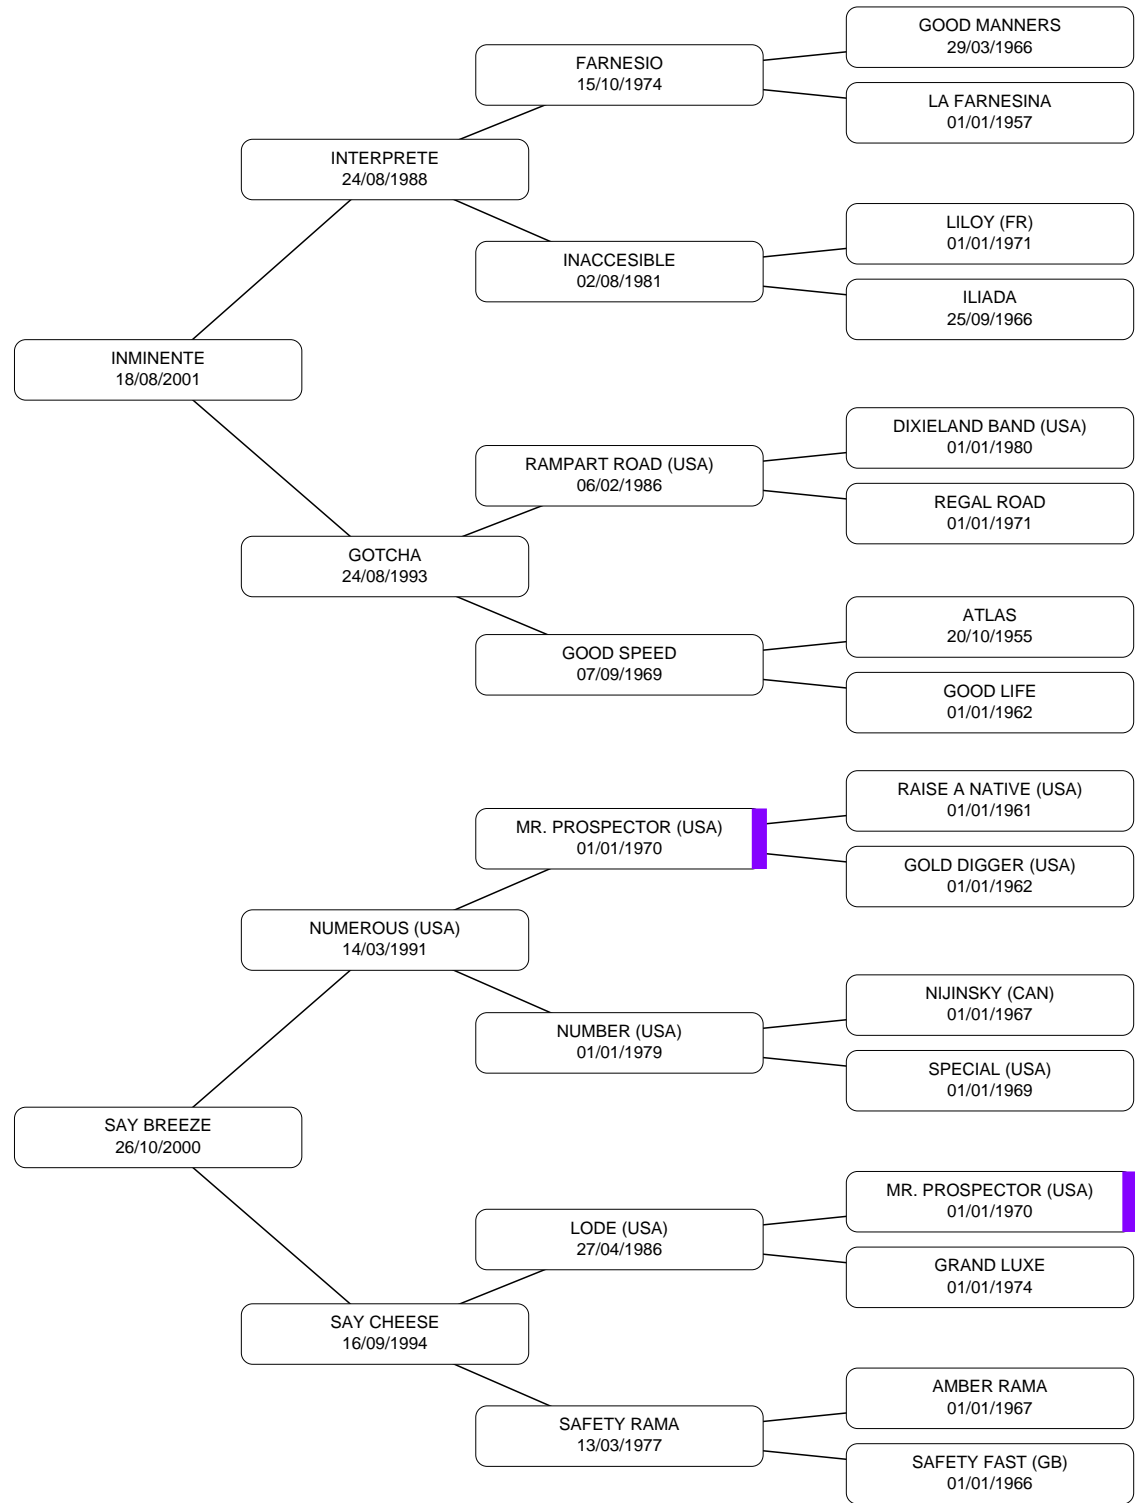 GOOD MANNERS
29/03/1966
FARNESIO
15/10/1974
LA FARNESINA
01/01/1957
INTERPRETE
24/08/1988
LILOY (FR)
01/01/1971
INACCESIBLE
02/08/1981
ILIADA
25/09/1966
INMINENTE
18/08/2001
DIXIELAND BAND (USA)
01/01/1980
RAMPART ROAD (USA)
06/02/1986
REGAL ROAD
01/01/1971
GOTCHA
24/08/1993
ATLAS
20/10/1955
GOOD SPEED
07/09/1969
GOOD LIFE
01/01/1962
RAISE A NATIVE (USA)
01/01/1961
MR. PROSPECTOR (USA)
01/01/1970
GOLD DIGGER (USA)
01/01/1962
NUMEROUS (USA)
14/03/1991
NIJINSKY (CAN)
01/01/1967
NUMBER (USA)
01/01/1979
SPECIAL (USA)
01/01/1969
SAY BREEZE
26/10/2000
MR. PROSPECTOR (USA)
01/01/1970
LODE (USA)
27/04/1986
GRAND LUXE
01/01/1974
SAY CHEESE
16/09/1994
AMBER RAMA
01/01/1967
SAFETY RAMA
13/03/1977
SAFETY FAST (GB)
01/01/1966